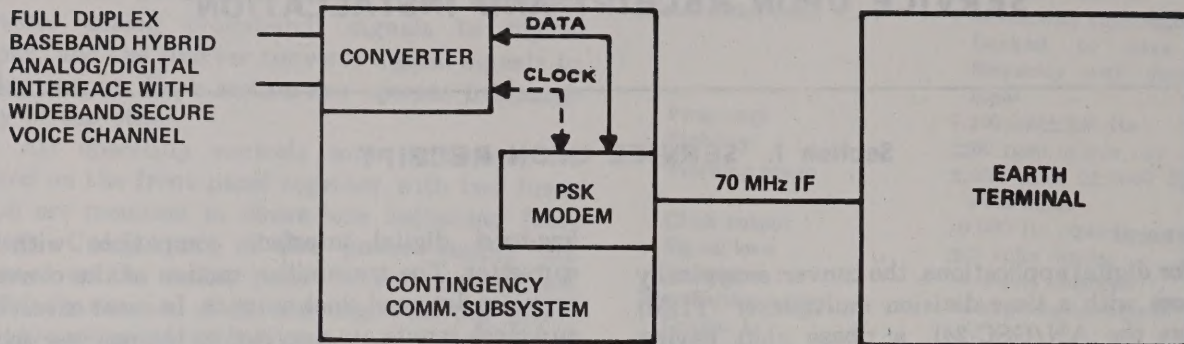 FULL DUPLEX
BASEBAND HYBRID
ANALOG/DIGITAL
INTERFACE WITH
WIDEBAND SECURE
VOICE CHANNEL
CONVERTER
DATA
CLOCK
PSK
MODEM
CONTINGENCY
COMM. SUBSYSTEM
70 MHz IF
EARTH
TERMINAL